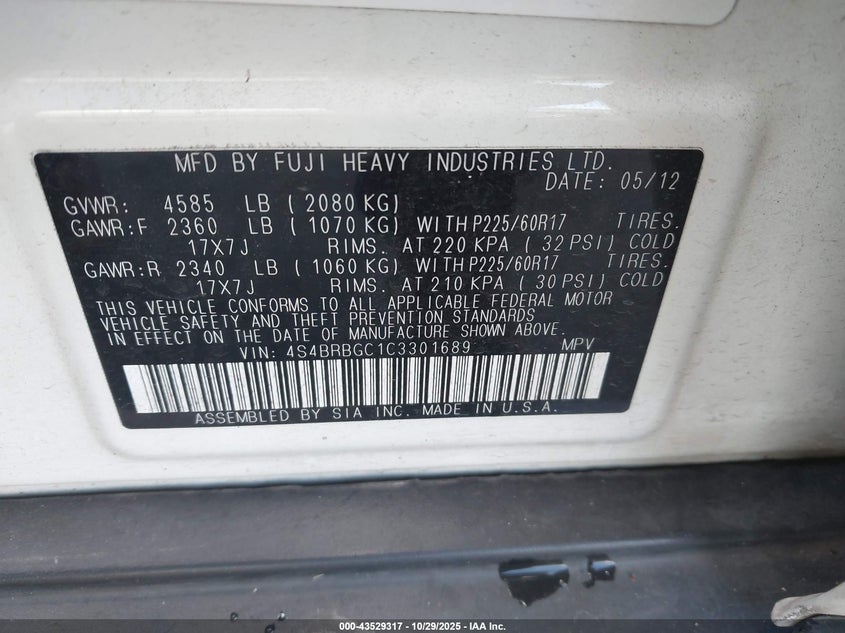 MFD BY FUJI HEAVY INDUSTRIES LTD.
DATE: 05/12
GVWR: 4585 LB ( 2080 KG)
GAWR:F 2360 LB ( 1070 KG) WITH P225/60R17 TIRES.
17X7J RIMS. AT 220 KPA ( 32 PSI) COLD
GAWR:R 2340 LB ( 1060 KG) WITH P225/60R17 TIRES.
17X7J RIMS. AT 210 KPA ( 30 PSI) COLD
THIS VEHICLE CONFORMS TO ALL APPLICABLE FEDERAL MOTOR
VEHICLE SAFETY AND THEFT PREVENTION STANDARDS
IN EFFECT ON THE DATE OF MANUFACTURE SHOWN ABOVE.
VIN: 4S4BRBGC1C3301689 MPV
ASSEMBLED BY SIA INC. MADE IN U.S.A.
000-43529317 - 10/29/2025 - IAA Inc.